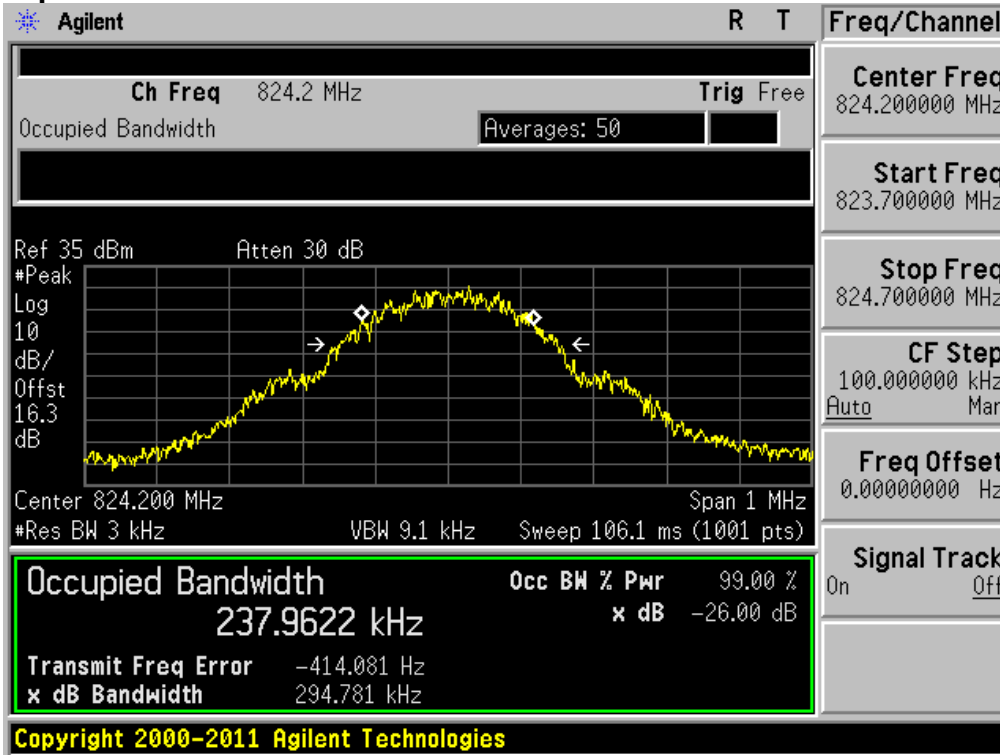 Agilent R T Freq/Channel
Ch Freq 824.2 MHz Trig Free
Occupied Bandwidth Averages: 50
Center Freq
824.200000 MHz
Start Freq
823.700000 MHz
Stop Freq
824.700000 MHz
CF Step
100.000000 kHz
Auto Man
Freq Offset
0.00000000 Hz
Signal Track
On Off
Ref 35 dBm Atten 30 dB
#Peak
Log
10
dB/
Offst
16.3
dB
Center 824.200 MHz Span 1 MHz
#Res BW 3 kHz VBW 9.1 kHz Sweep 106.1 ms (1001 pts)
Occupied Bandwidth Occ BW % Pwr 99.00 %
237.9622 kHz x dB -26.00 dB
Transmit Freq Error -414.081 Hz
x dB Bandwidth 294.781 kHz
Copyright 2000-2011 Agilent Technologies